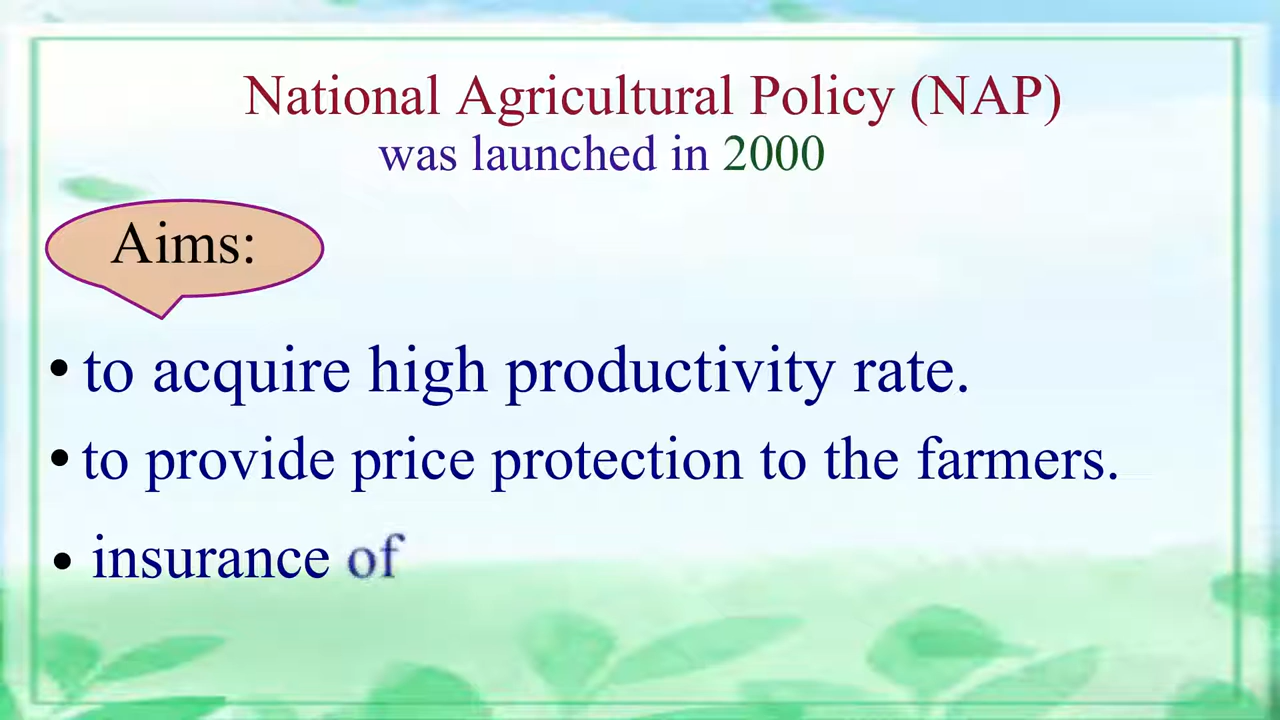 National Agricultural Policy (NAP)
was launched in 2000
Aims:
• to acquire high productivity rate.
• to provide price protection to the farmers.
• insurance of